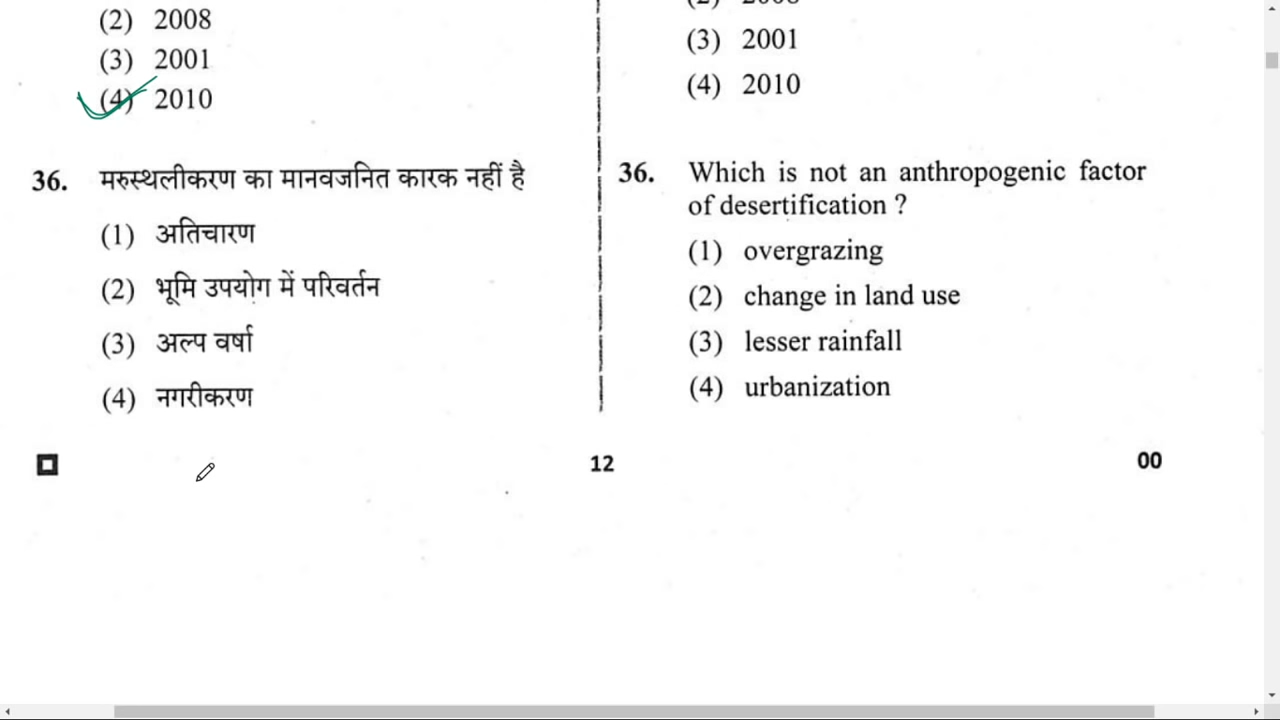 (2) 2008
(3) 2001
(4) 2010
36. मरुस्थलीकरण का मानवजनित कारक नहीं है
(1) अतिचारण
(2) भूमि उपयोग में परिवर्तन
(3) अल्प वर्षा
(4) नगरीकरण
(3) 2001
(4) 2010
36. Which is not an anthropogenic factor
of desertification ?
(1) overgrazing
(2) change in land use
(3) lesser rainfall
(4) urbanization
12
00